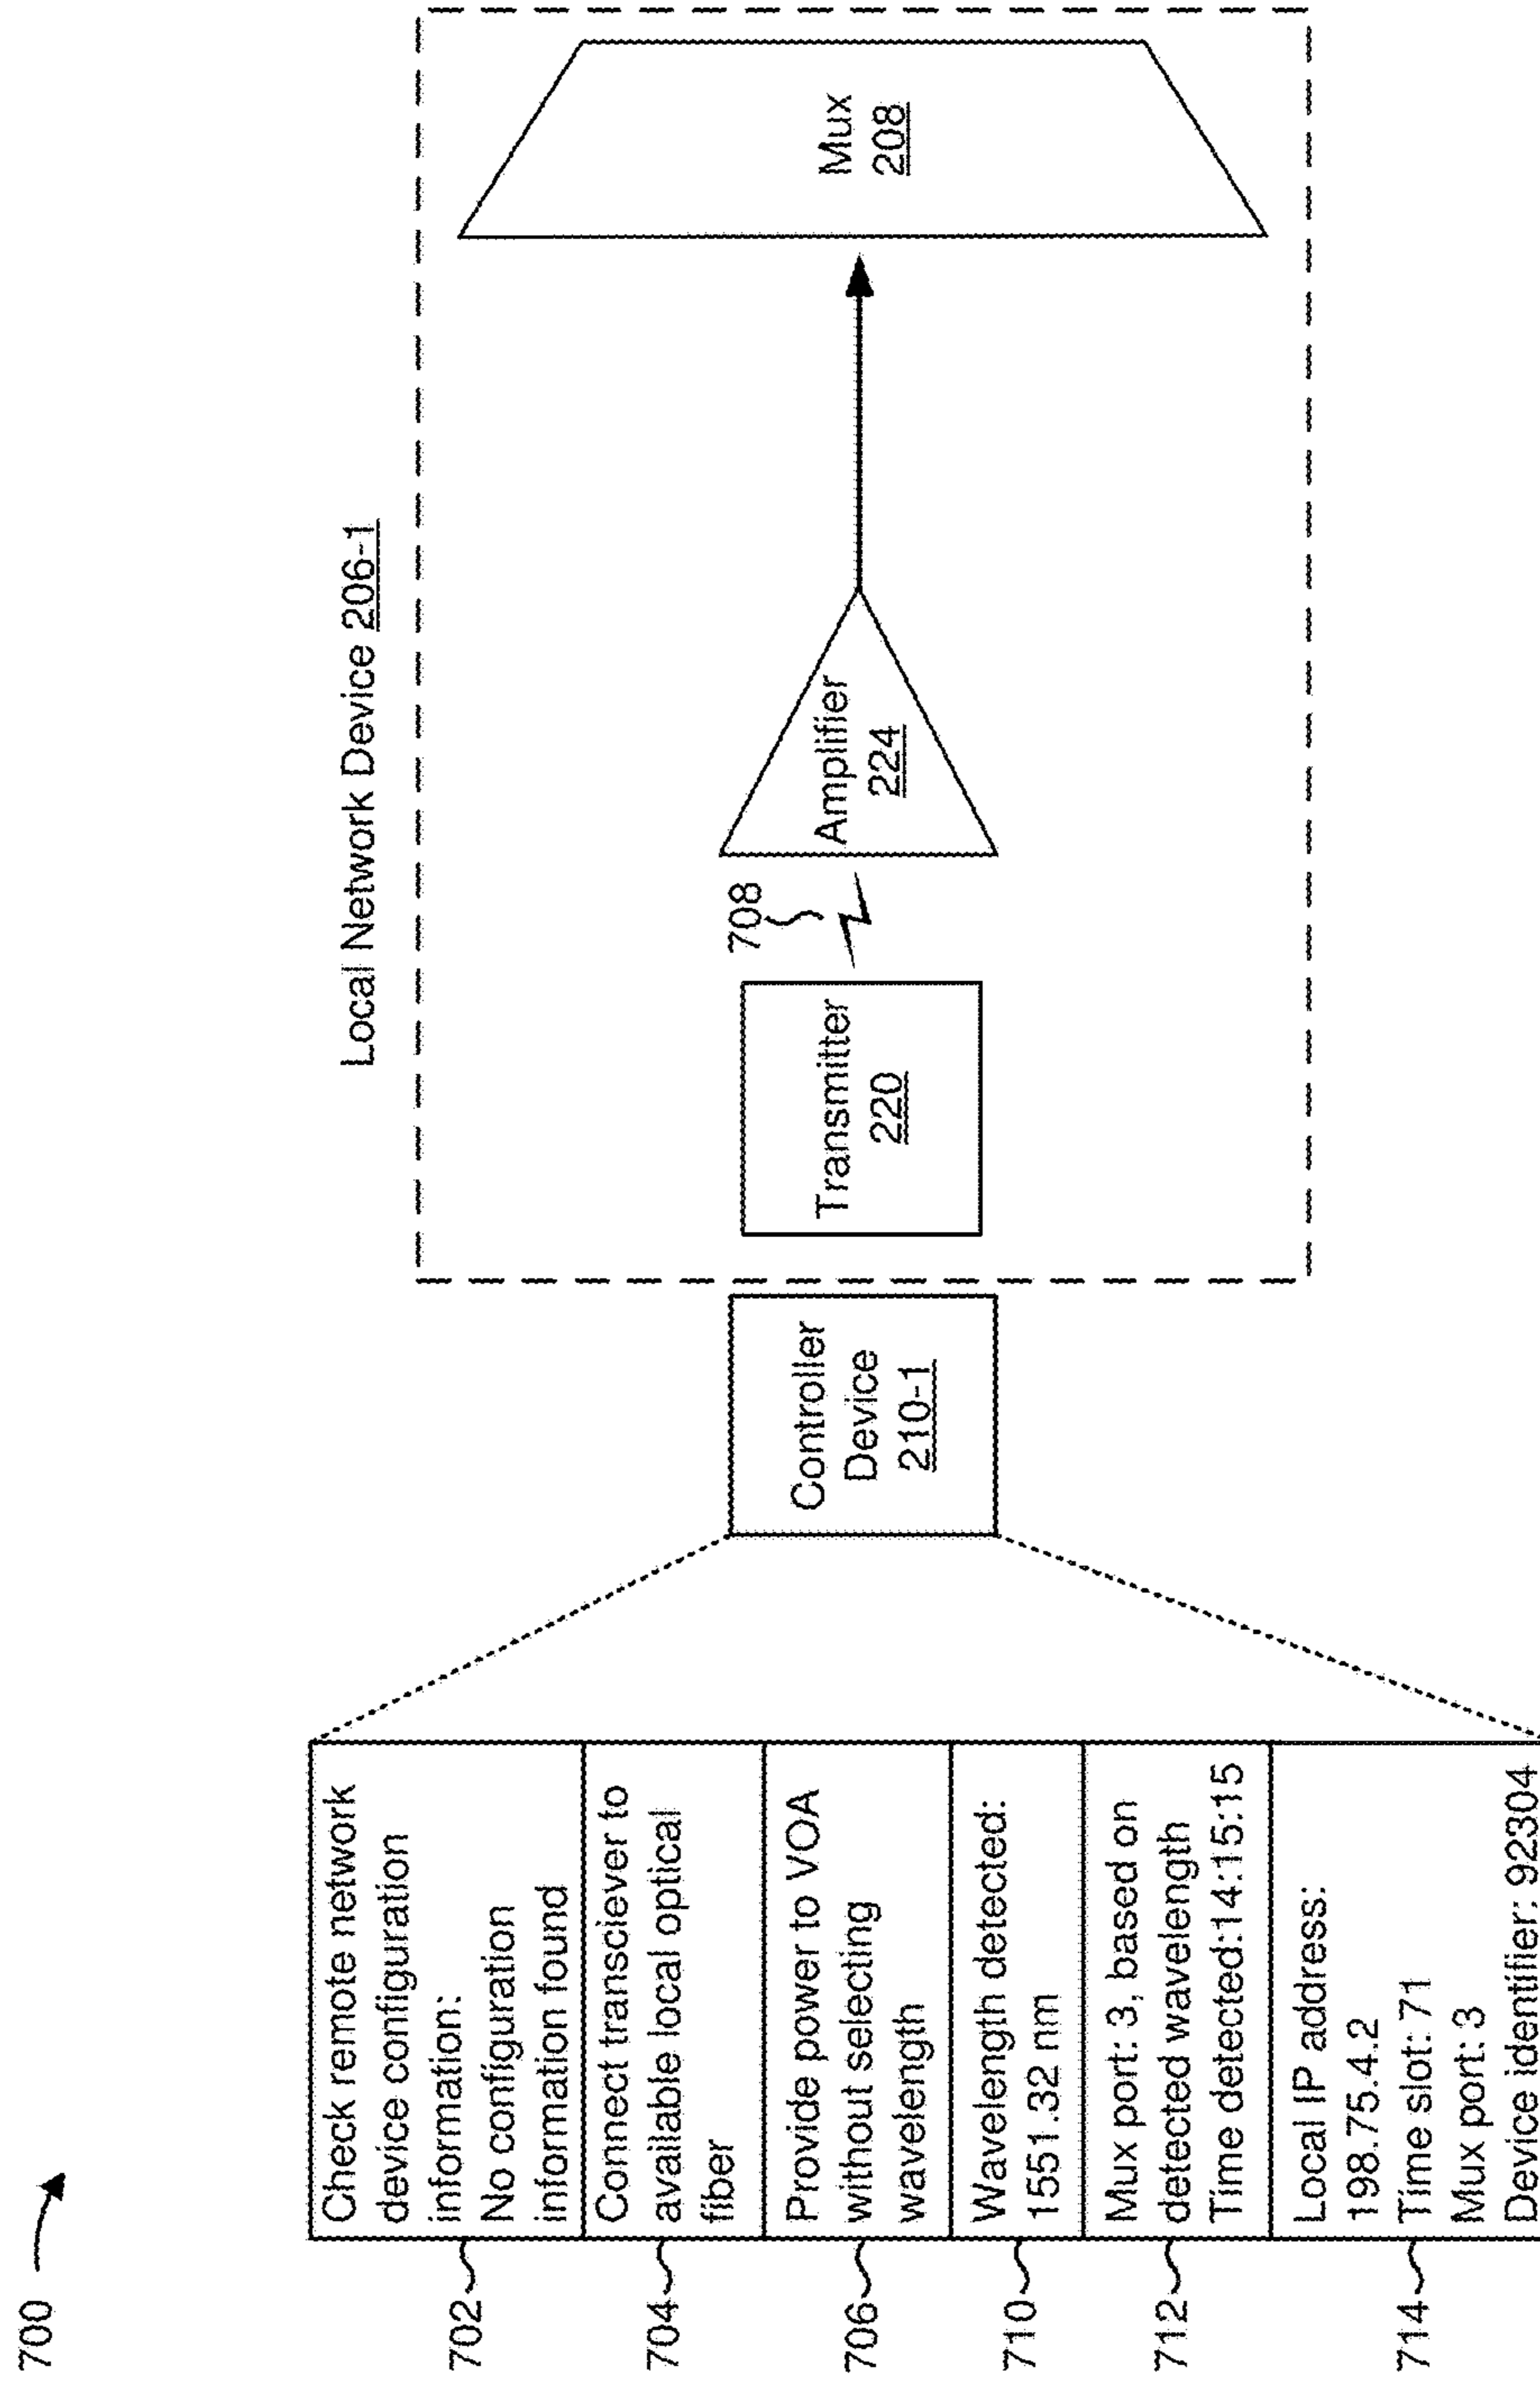 700
702
Check remote network
device configuration
information:
No configuration
information found
704
Connect transciever to
available local optical
fiber
706
Provide power to VOA
without selecting
wavelength
710
Wavelength detected:
1551.32 nm
712
Mux port: 3, based on
detected wavelength
Time detected:14:15:15
714
Local IP address:
198.75.4.2
Time slot: 71
Mux port: 3
Device identifier: 92304
Controller
Device
210-1
Local Network Device 206-1
Transmitter
220
708
Amplifier
224
Mux
208